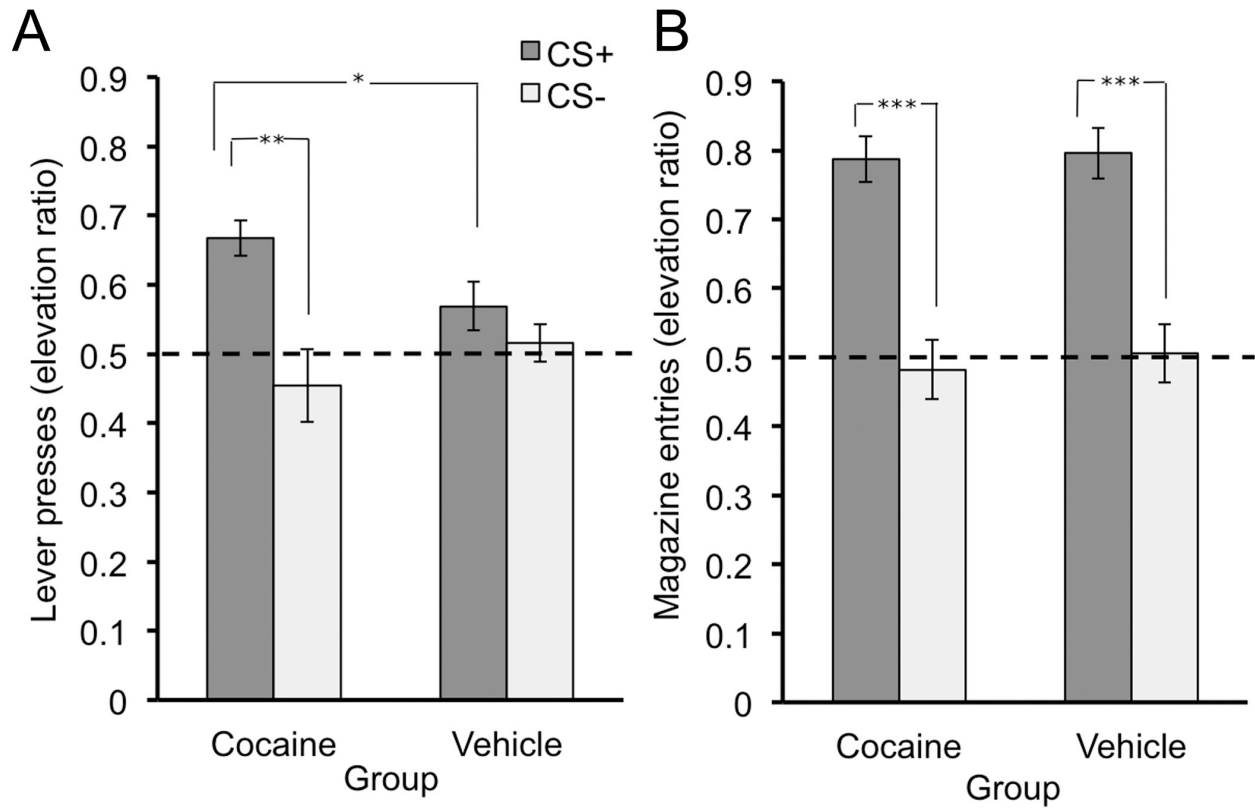 A
CS+
CS-
Lever presses (elevation ratio)
0.9
0.8
0.7
0.6
0.5
0.4
0.3
0.2
0.1
0
*
**
Cocaine Vehicle
Group
B
Magazine entries (elevation ratio)
0.9
0.8
0.7
0.6
0.5
0.4
0.3
0.2
0.1
0
***
***
Cocaine Vehicle
Group